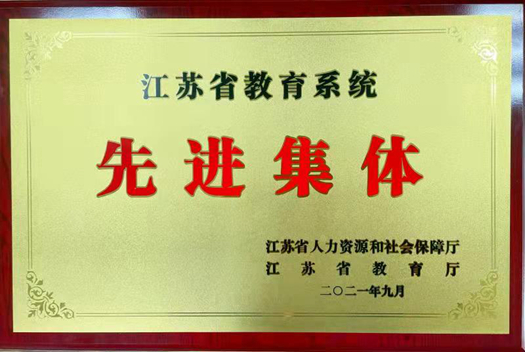 江苏省教育系统
先进集体
江苏省人力资源和社会保障厅
江苏省教育厅
二〇二一年九月